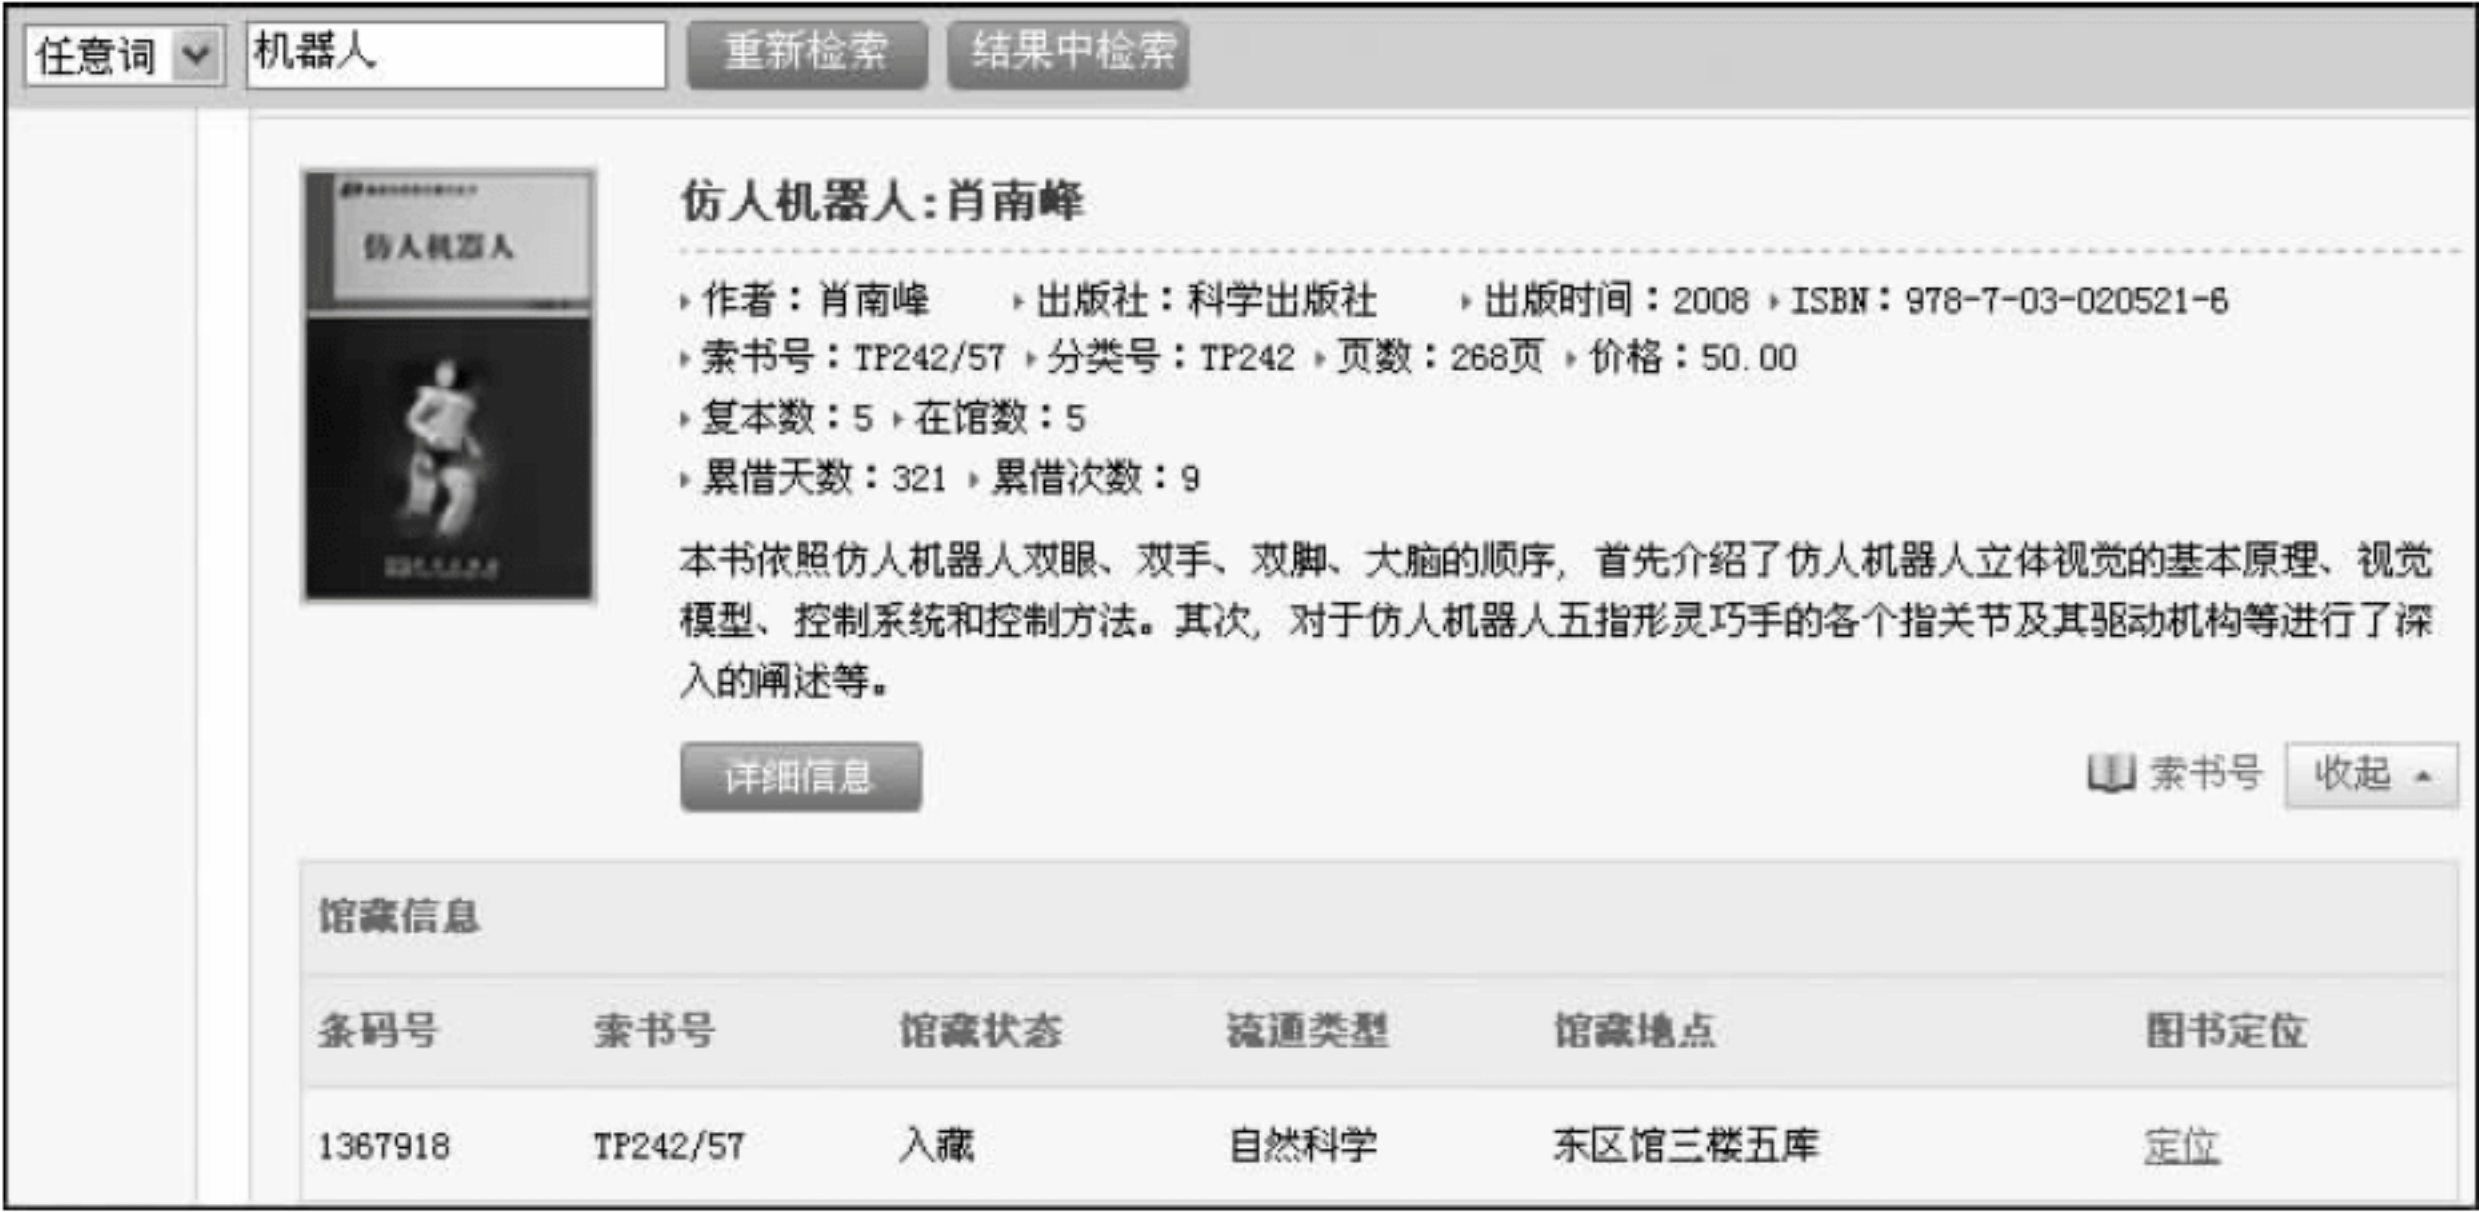 任意词 机器人 重新检索 结果中检索
仿人机器人
仿人机器人:肖南峰
作者：肖南峰 出版社：科学出版社 出版时间：2008 ISBN：978-7-03-020521-6
索书号：TP242/57 分类号：TP242 页数：268页 价格：50.00
复本数：5 在馆数：5
累借天数：321 累借次数：9
本书依照仿人机器人双眼、双手、双脚、大脑的顺序, 首先介绍了仿人机器人立体视觉的基本原理、视觉
模型、控制系统和控制方法。其次, 对于仿人机器人五指形灵巧手的各个指关节及其驱动机构等进行了深
入的阐述等。
详细信息 索书号 收起
馆藏信息
条码号 索书号 馆藏状态 流通类型 馆藏地点 图书定位
1367918 TP242/57 入藏 自然科学 东区馆三楼五库 定位